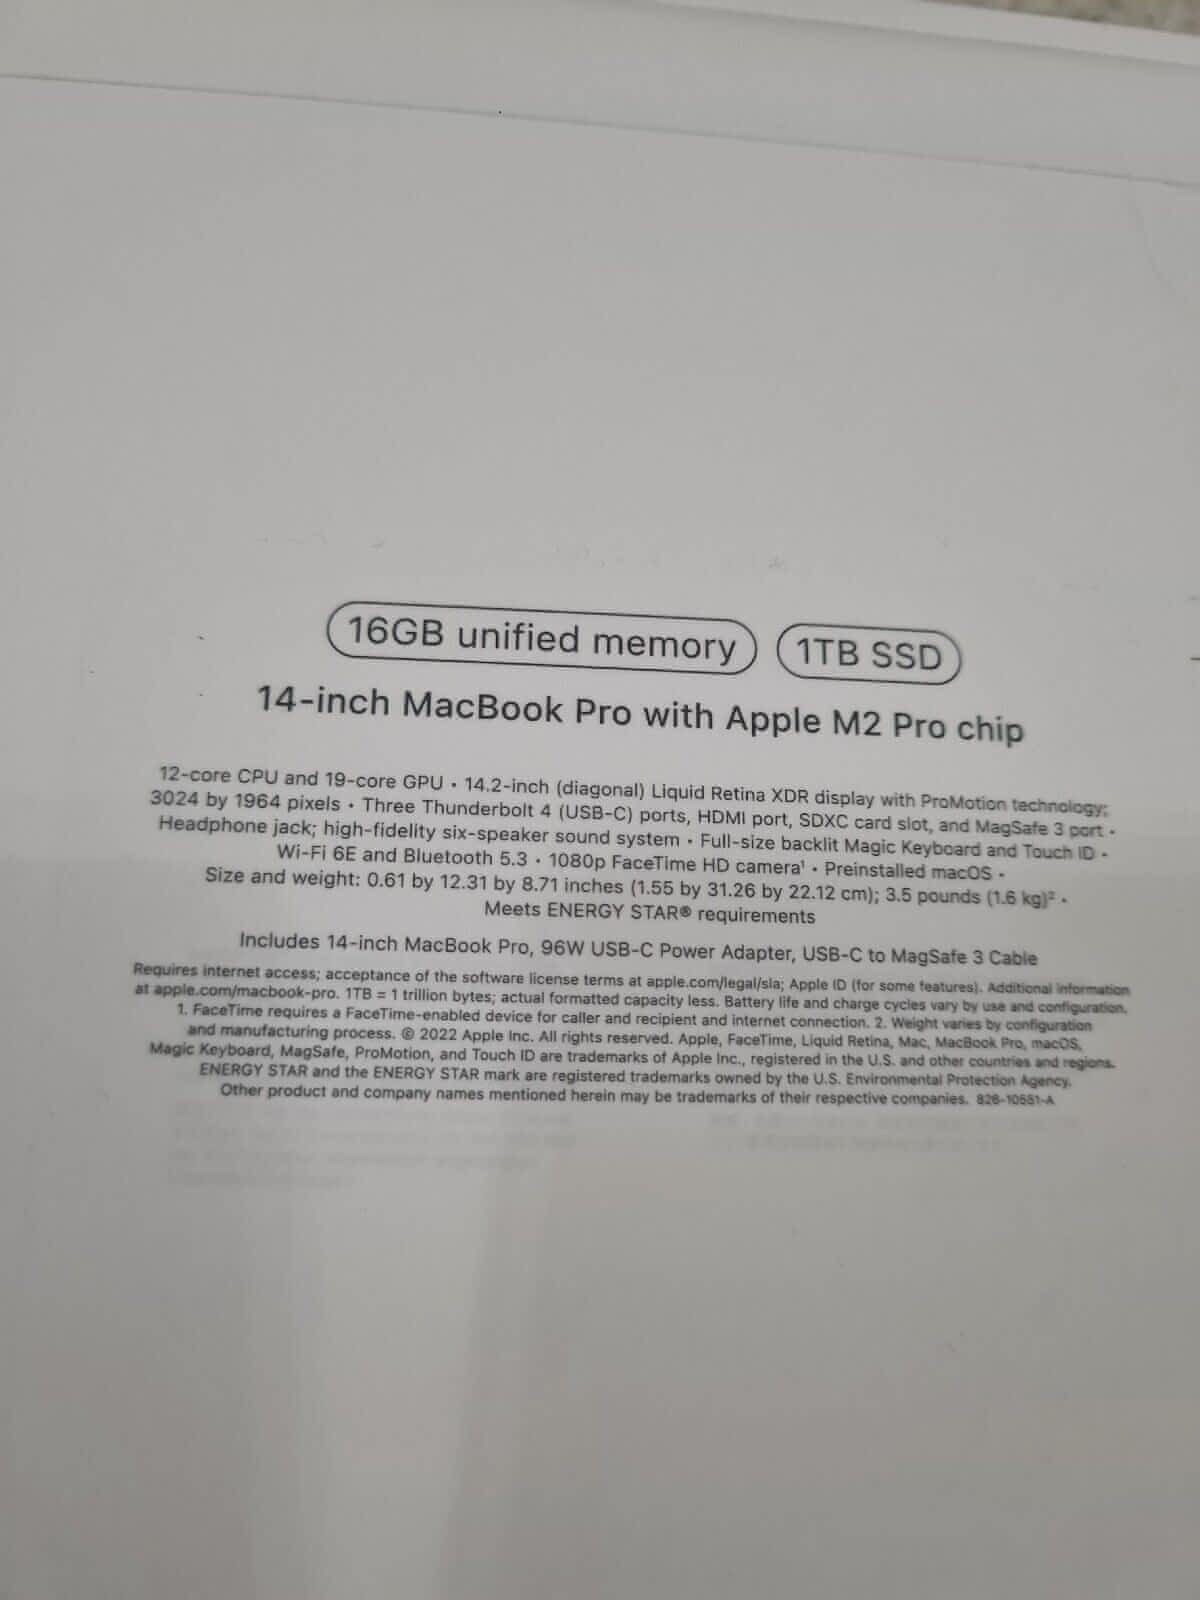 16GB unified memory 1TB SSD
14-inch MacBook Pro with Apple M2 Pro chip
12-core CPU and 19-core GPU • 14.2-inch (diagonal) Liquid Retina XDR display with ProMotion technology;
3024 by 1964 pixels • Three Thunderbolt 4 (USB-C) ports, HDMI port, SDXC card slot, and MagSafe 3 port •
Headphone jack; high-fidelity six-speaker sound system • Full-size backlit Magic Keyboard and Touch ID •
Wi-Fi 6E and Bluetooth 5.3 • 1080p FaceTime HD camera¹ • Preinstalled macOS •
Size and weight: 0.61 by 12.31 by 8.71 inches (1.55 by 31.26 by 22.12 cm); 3.5 pounds (1.6 kg)² •
Meets ENERGY STAR® requirements
Includes 14-inch MacBook Pro, 96W USB-C Power Adapter, USB-C to MagSafe 3 Cable
Requires internet access; acceptance of the software license terms at apple.com/legal/sla; Apple ID (for some features). Additional information
at apple.com/macbook-pro. 1TB = 1 trillion bytes; actual formatted capacity less. Battery life and charge cycles vary by use and configuration.
1. FaceTime requires a FaceTime-enabled device for caller and recipient and internet connection. 2. Weight varies by configuration
and manufacturing process. © 2022 Apple Inc. All rights reserved. Apple, FaceTime, Liquid Retina, Mac, MacBook Pro, macOS,
Magic Keyboard, MagSafe, ProMotion, and Touch ID are trademarks of Apple Inc., registered in the U.S. and other countries and regions.
ENERGY STAR and the ENERGY STAR mark are registered trademarks owned by the U.S. Environmental Protection Agency.
Other product and company names mentioned herein may be trademarks of their respective companies. 828-10551-A